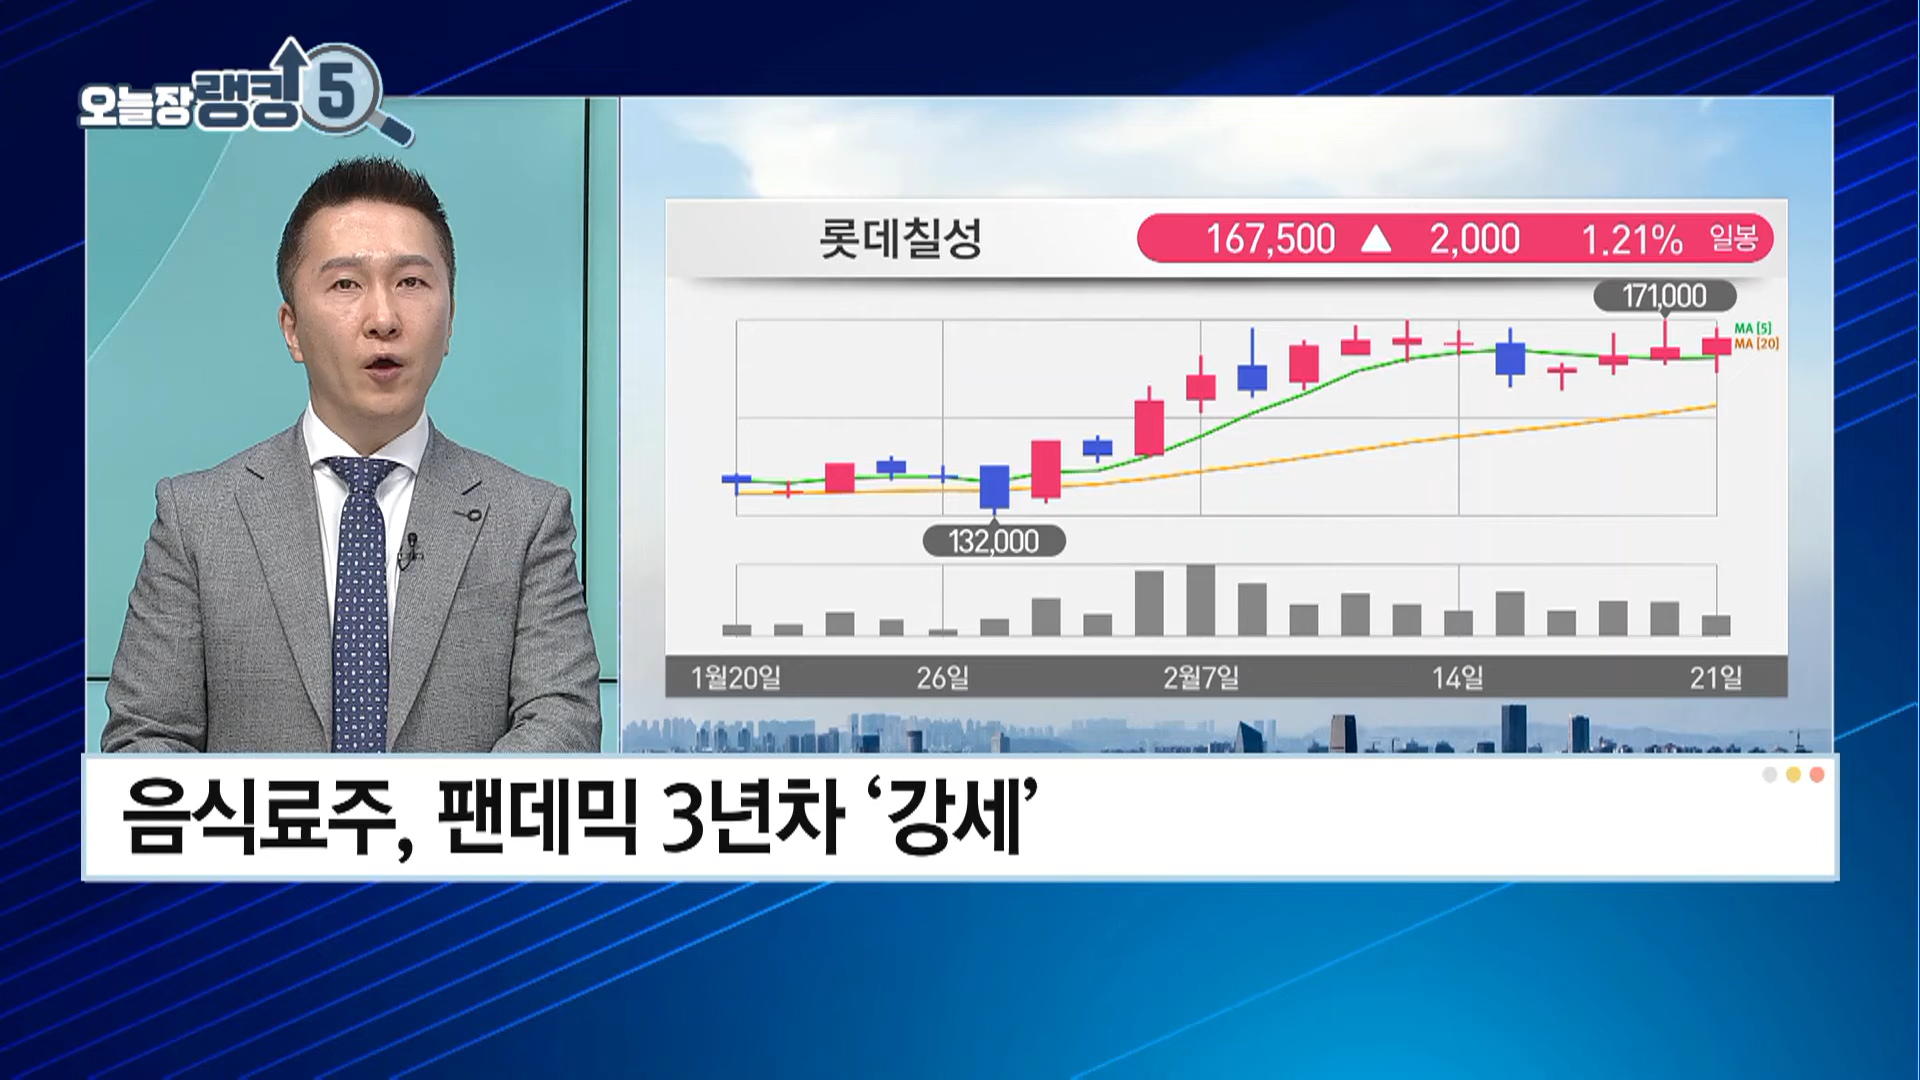 오늘장 랭킹 5
롯데칠성
167,500 ▲ 2,000 1.21% 일봉
171,000
MA [5]
MA [20]
132,000
1월20일 26일 2월7일 14일 21일
음식료주, 팬데믹 3년차 ‘강세’